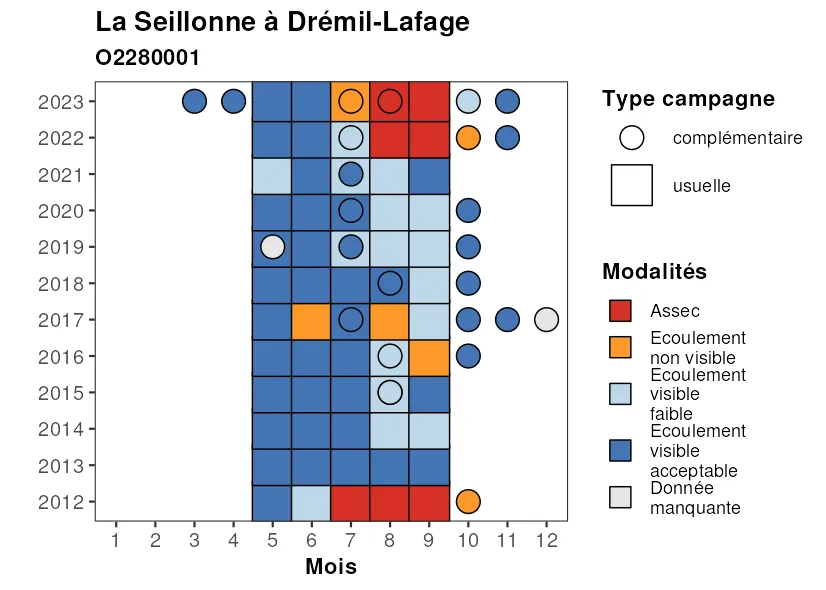 La Seillonne à Drémil-Lafage
O2280001
2023
2022
2021
2020
2019
2018
2017
2016
2015
2014
2013
2012
1 2 3 4 5 6 7 8 9 10 11 12
Mois
Type campagne
complémentaire
usuelle
Modalités
Assec
Ecoulement
non visible
Ecoulement
visible
faible
Ecoulement
visible
acceptable
Donnée
manquante